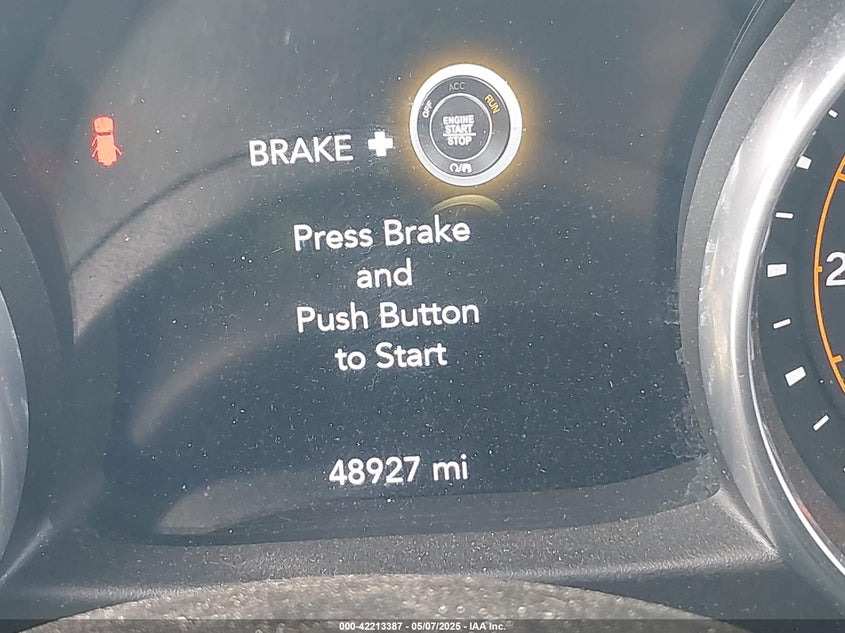 ACC
OFF
RUN
ENGINE
START
STOP
BRAKE +
Press Brake
and
Push Button
to Start
48927 mi
2
000-42213387 - 05/07/2025 - IAA Inc.